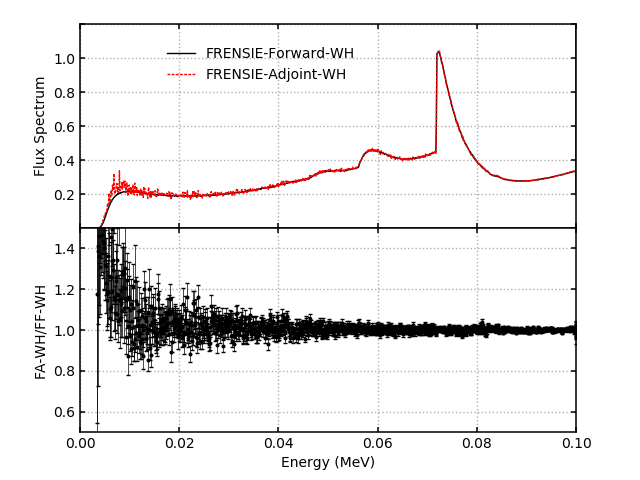 1.0
0.8
0.6
0.4
0.2
Flux Spectrum
FRENSIE-Forward-WH
FRENSIE-Adjoint-WH
1.4
1.2
1.0
0.8
0.6
FA-WH/FF-WH
0.00 0.02 0.04 0.06 0.08 0.10
Energy (MeV)